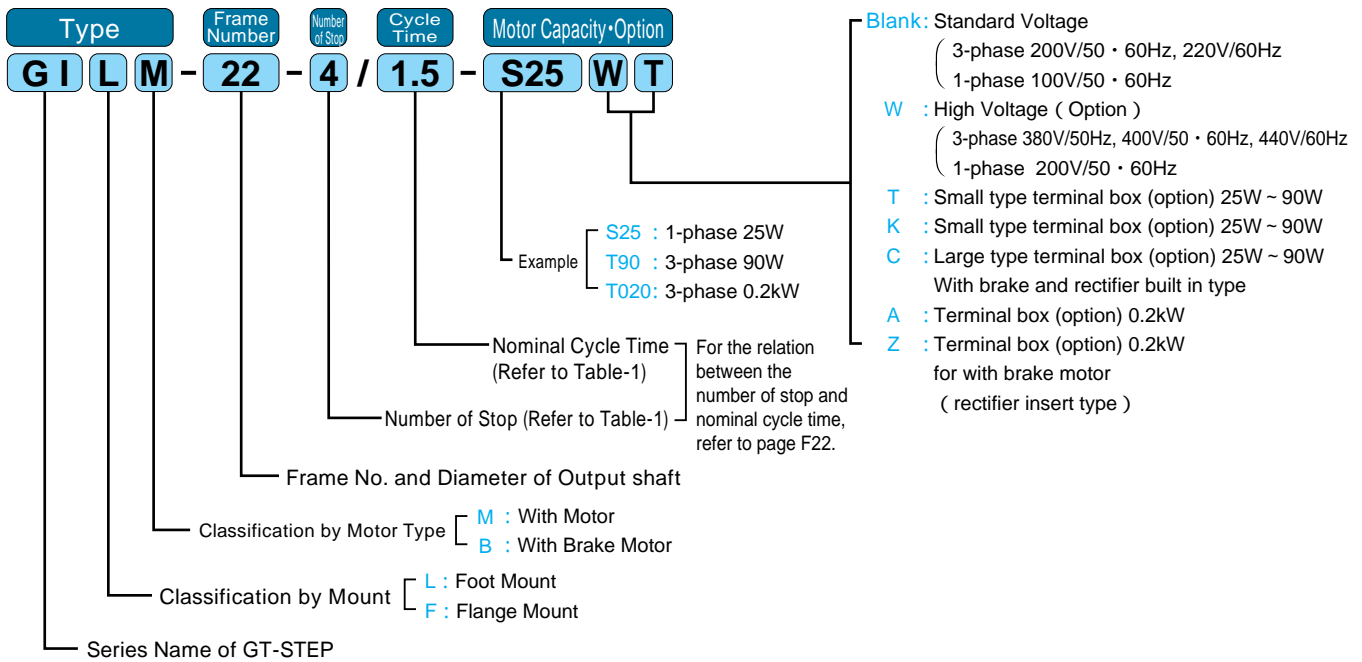 Type
Frame
Number
Number
of Stop
Cycle
Time
Motor Capacity・Option
G I L M - 22 - 4 / 1.5 - S25 W T
Blank: Standard Voltage
( 3-phase 200V/50・60Hz, 220V/60Hz
1-phase 100V/50・60Hz
W : High Voltage ( Option )
( 3-phase 380V/50Hz, 400V/50・60Hz, 440V/60Hz
1-phase 200V/50・60Hz
T : Small type terminal box (option) 25W ~ 90W
K : Small type terminal box (option) 25W ~ 90W
C : Large type terminal box (option) 25W ~ 90W
With brake and rectifier built in type
A : Terminal box (option) 0.2kW
Z : Terminal box (option) 0.2kW
for with brake motor
( rectifier insert type )
Example
S25 : 1-phase 25W
T90 : 3-phase 90W
T020: 3-phase 0.2kW
Nominal Cycle Time
(Refer to Table-1)
Number of Stop (Refer to Table-1)
For the relation
between the
number of stop and
nominal cycle time,
refer to page F22.
Frame No. and Diameter of Output shaft
Classification by Motor Type
M : With Motor
B : With Brake Motor
Classification by Mount
L : Foot Mount
F : Flange Mount
Series Name of GT-STEP